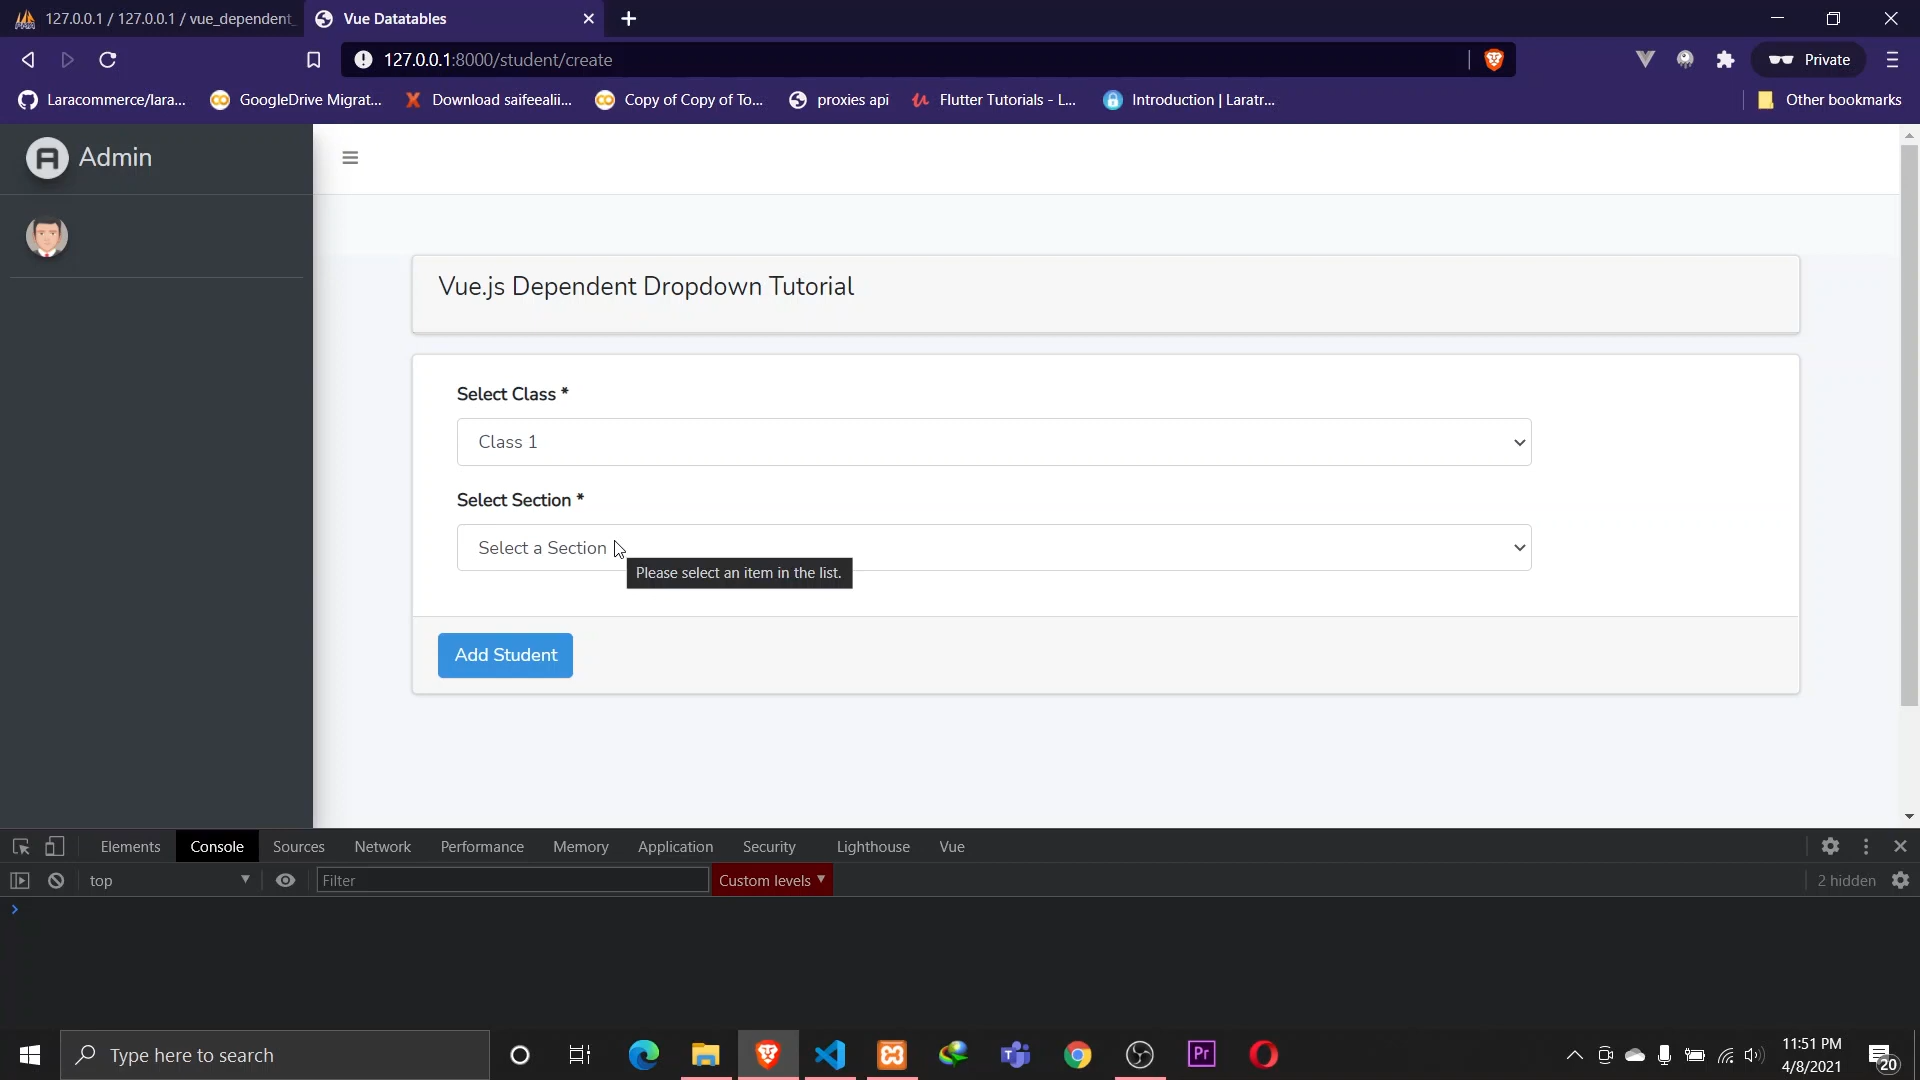 127.0.0.1 / 127.0.0.1 / vue_dependent_
Vue Datatables
127.0.0.1:8000/student/create
Private
Laracommerce/lara...
GoogleDrive Migrat...
Download saifeealii...
Copy of Copy of To...
proxies api
Flutter Tutorials - L...
Introduction | Laratr...
Other bookmarks
Admin
Vue.js Dependent Dropdown Tutorial
Select Class *
Class 1
Select Section *
Select a Section
Please select an item in the list.
Add Student
Elements
Console
Sources
Network
Performance
Memory
Application
Security
Lighthouse
Vue
top
Filter
Custom levels
2 hidden
Type here to search
Pr
11:51 PM
4/8/2021
20